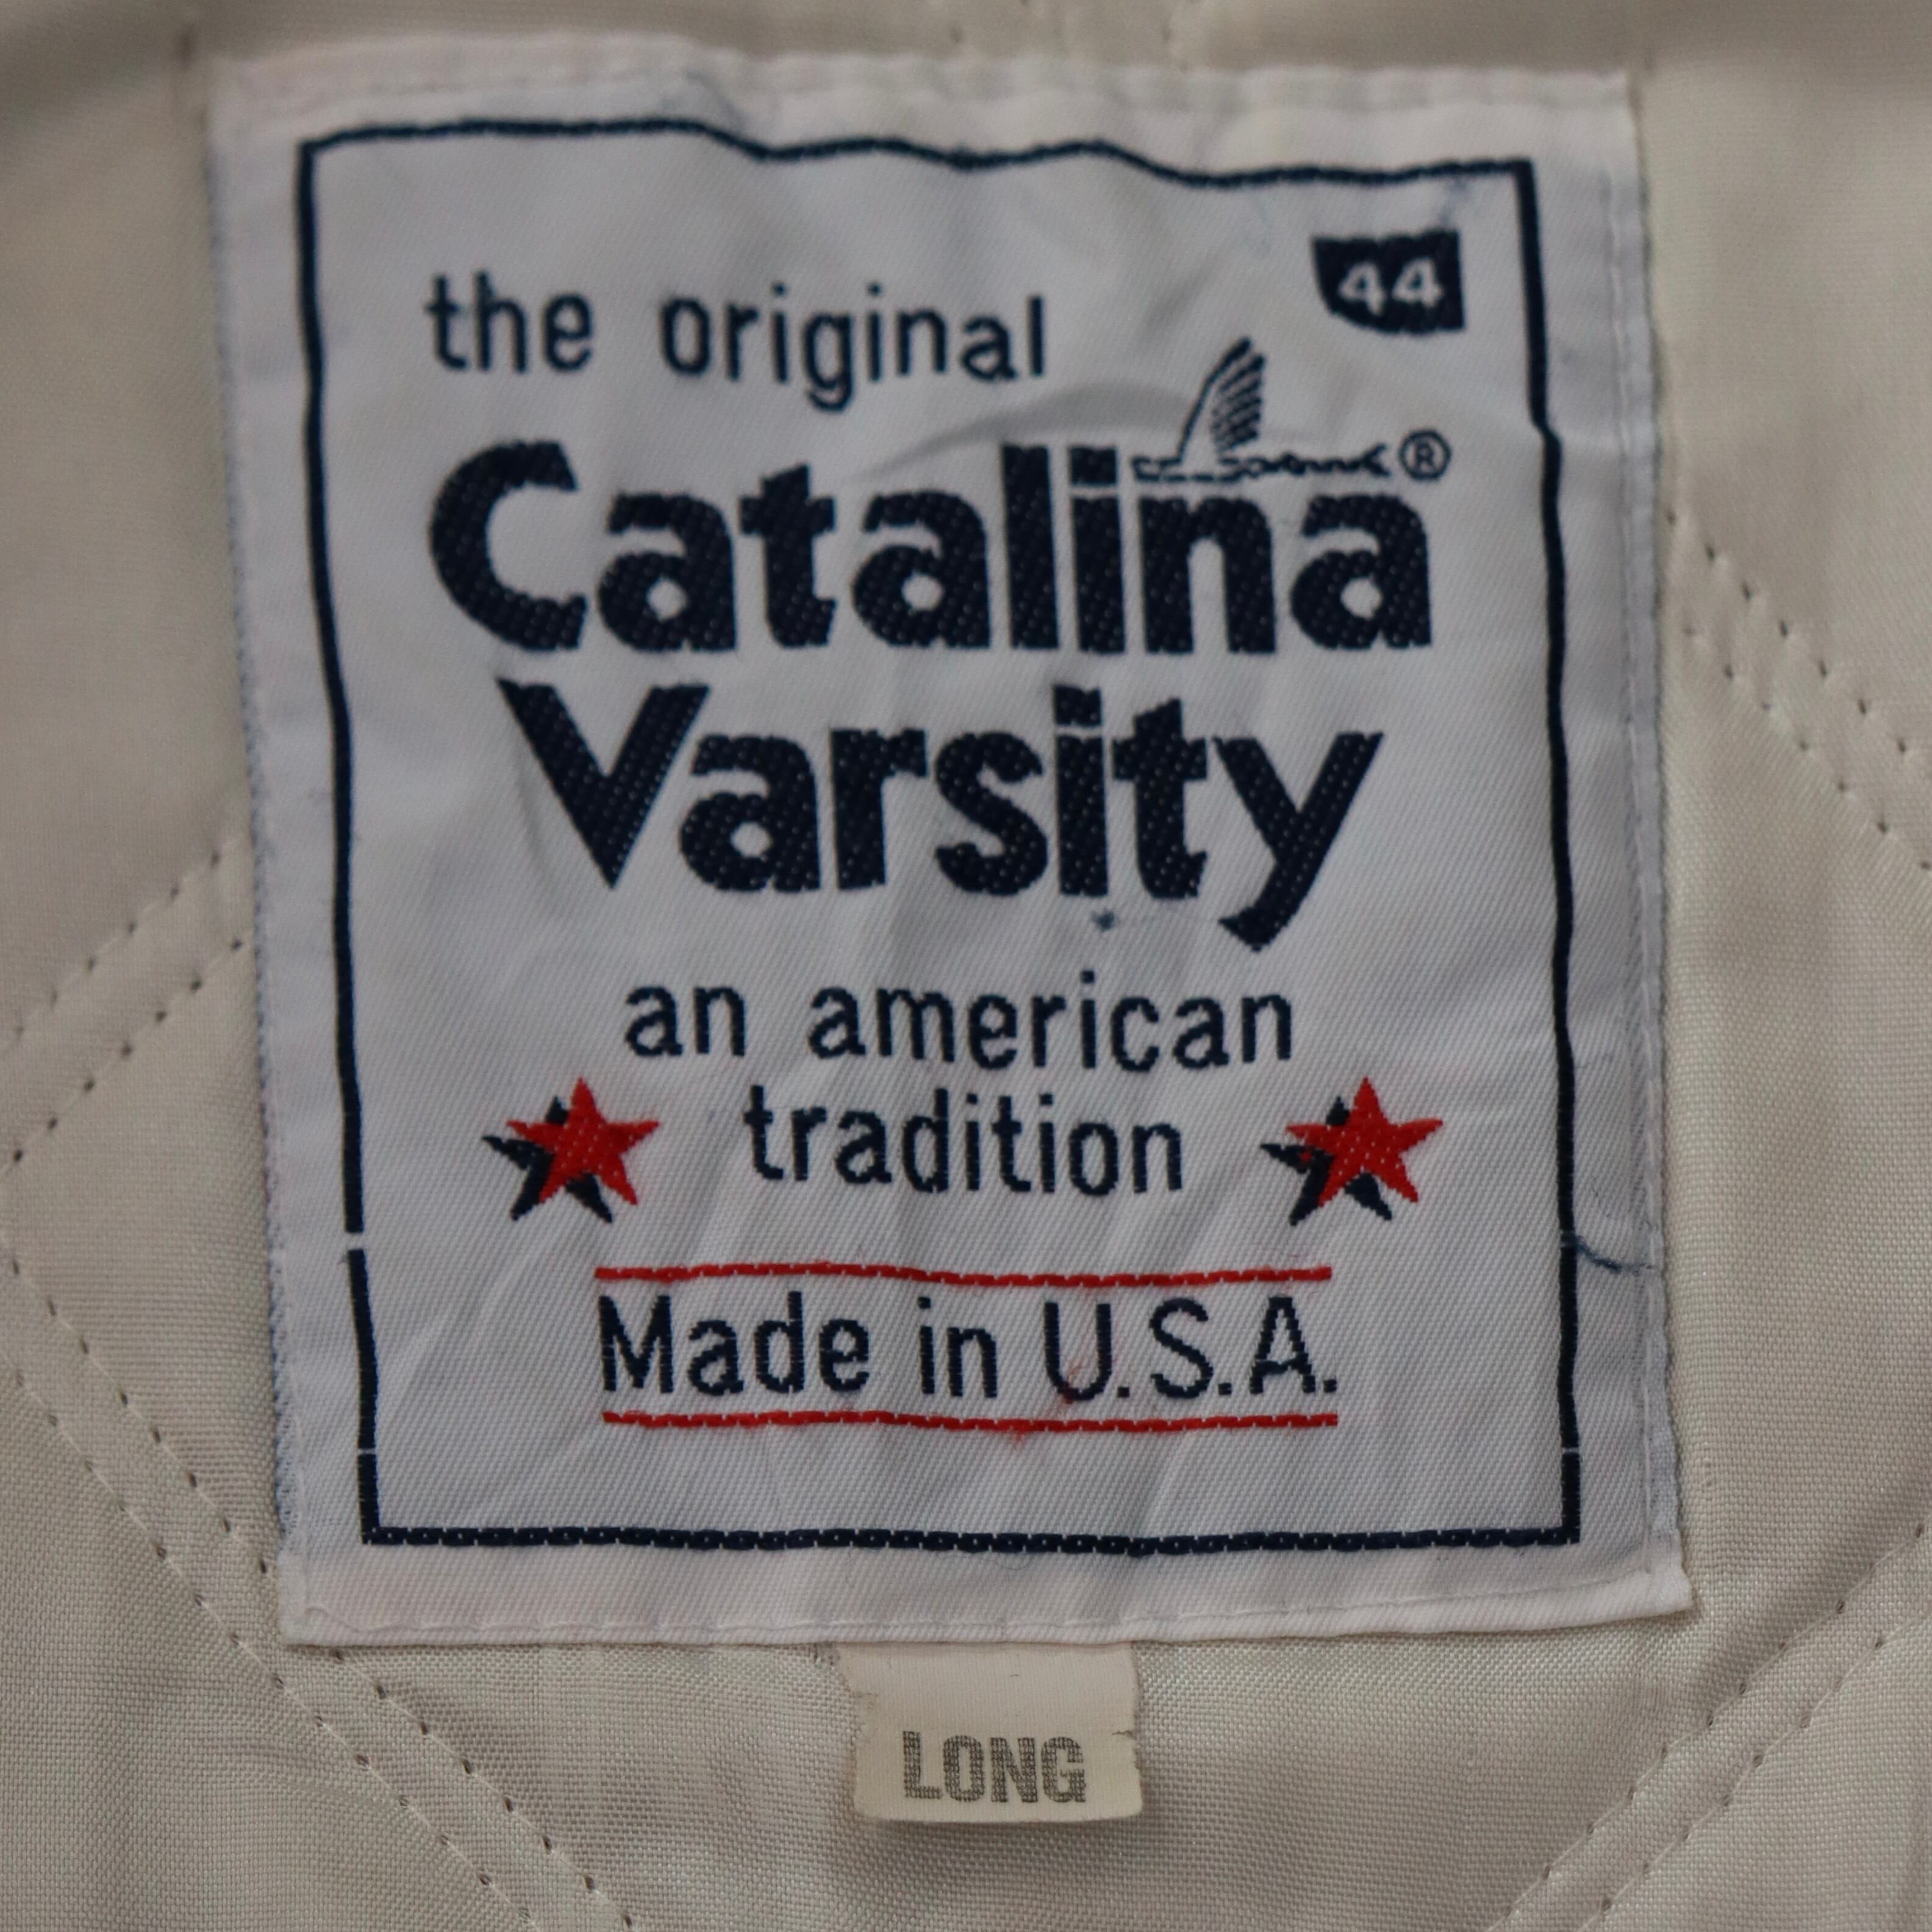 44
the original
Catalina®
Varsity
an american
tradition
Made in U.S.A.
LONG